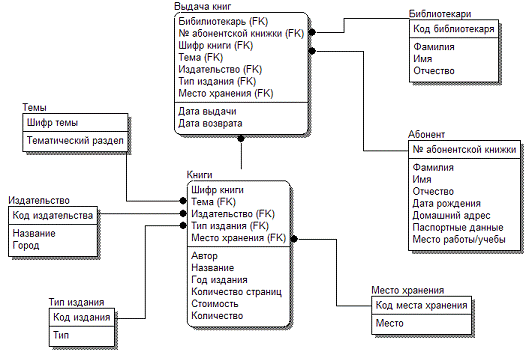 Выдача книг
Бибилиотекарь (FK)
№ абонентской книжки (FK)
Шифр книги (FK)
Тема (FK)
Издательство (FK)
Тип издания (FK)
Место хранения (FK)
Дата выдачи
Дата возврата
Библиотекари
Код библиотекаря
Фамилия
Имя
Отчество
Темы
Шифр темы
Тематический раздел
Абонент
№ абонентской книжки
Фамилия
Имя
Отчество
Дата рождения
Домашний адрес
Паспортные данные
Место работы/учебы
Книги
Шифр книги
Тема (FK)
Издательство (FK)
Тип издания (FK)
Место хранения (FK)
Автор
Название
Год издания
Количество страниц
Стоимость
Количество
Издательство
Код издательства
Название
Город
Тип издания
Код издания
Тип
Место хранения
Код места хранения
Место